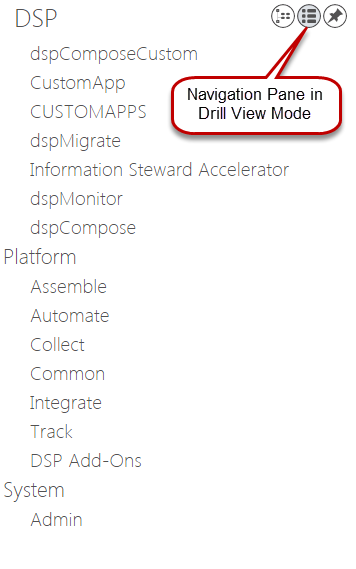 DSP
dspComposeCustom
CustomApp
CUSTOMAPPS
Navigation Pane in
Drill View Mode
dspMigrate
Information Steward Accelerator
dspMonitor
dspCompose
Platform
Assemble
Automate
Collect
Common
Integrate
Track
DSP Add-Ons
System
Admin